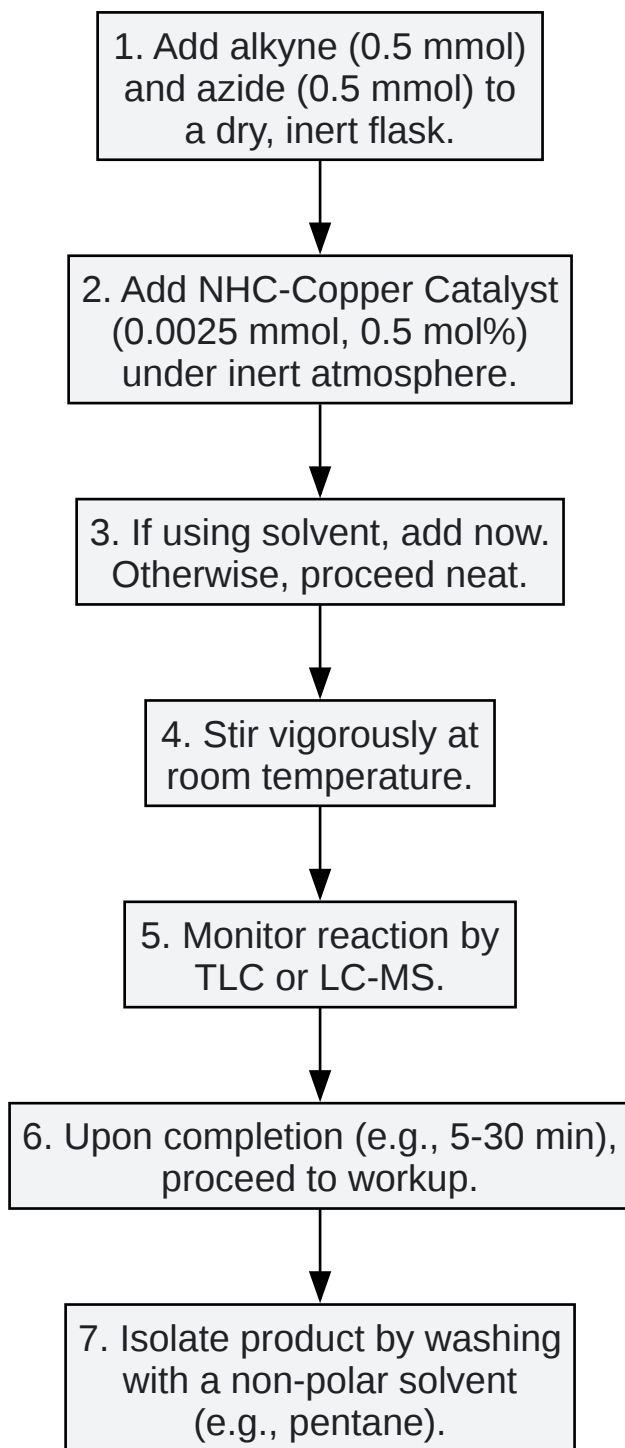 1. Add alkyne (0.5 mmol)
and azide (0.5 mmol) to
a dry, inert flask.
2. Add NHC-Copper Catalyst
(0.0025 mmol, 0.5 mol%)
under inert atmosphere.
3. If using solvent, add now.
Otherwise, proceed neat.
4. Stir vigorously at
room temperature.
5. Monitor reaction by
TLC or LC-MS.
6. Upon completion (e.g., 5-30 min),
proceed to workup.
7. Isolate product by washing
with a non-polar solvent
(e.g., pentane).